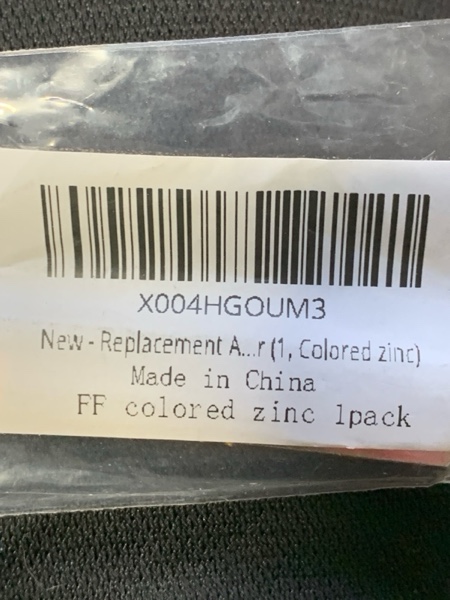 X004HGOUM3
New - Replacement A...r (1, Colored zinc)
Made in China
FF colored zinc 1pack